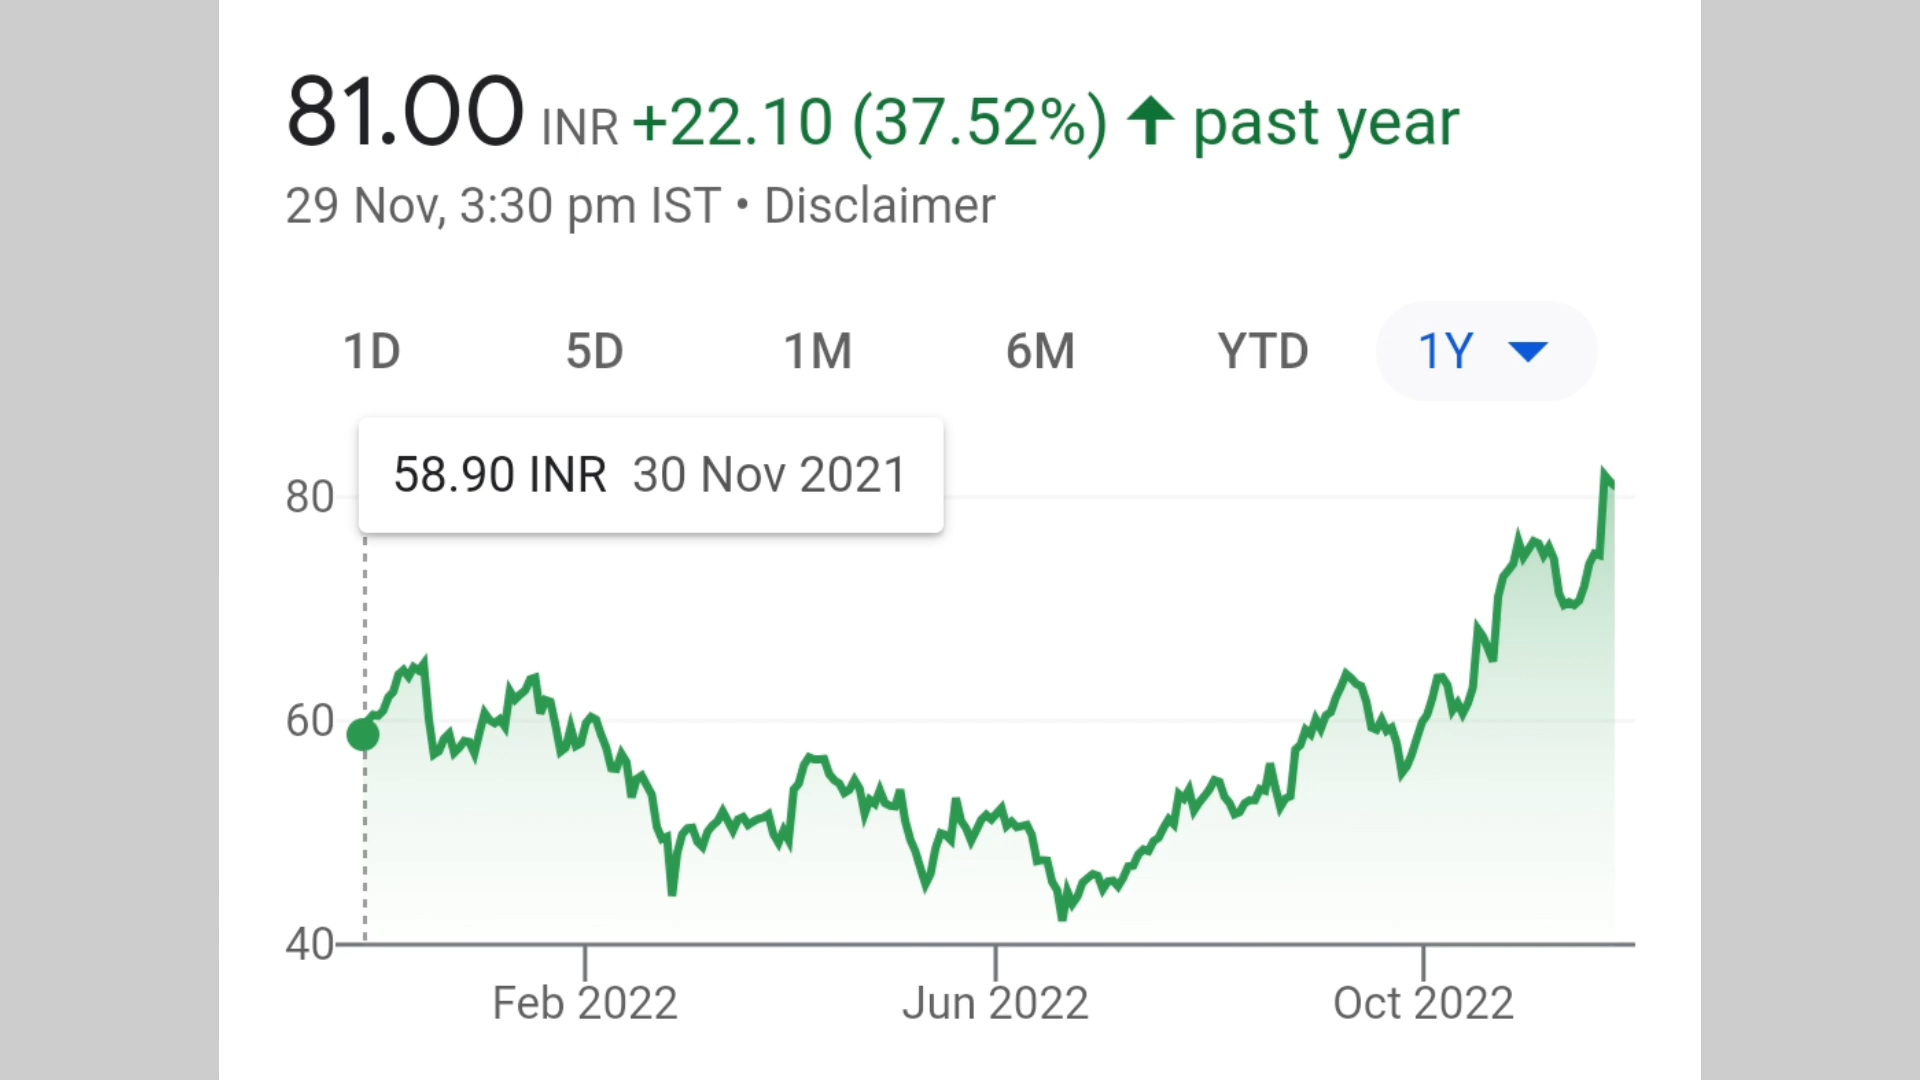 81.00 INR +22.10 (37.52%) ↑ past year
29 Nov, 3:30 pm IST • Disclaimer
1D 5D 1M 6M YTD 1Y
58.90 INR 30 Nov 2021
80
60
40
Feb 2022 Jun 2022 Oct 2022